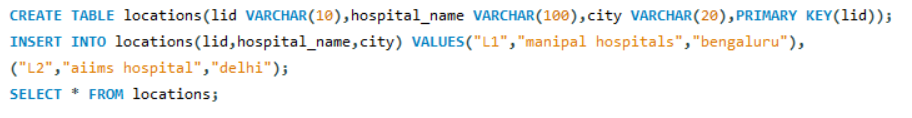 CREATE TABLE locations(lid VARCHAR(10),hospital_name VARCHAR(100),city VARCHAR(20),PRIMARY KEY(lid));
INSERT INTO locations(lid,hospital_name,city) VALUES("L1","manipal hospitals","bengaluru"),
("L2","aiims hospital","delhi");
SELECT * FROM locations;